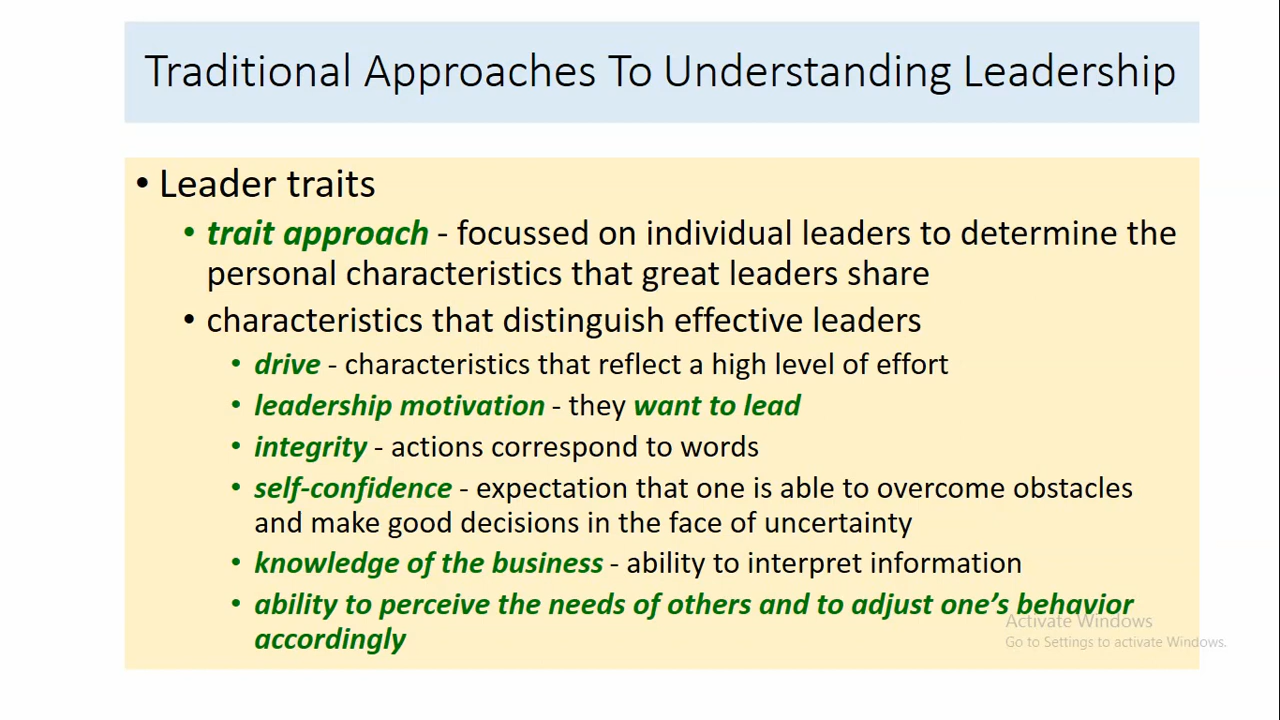 Traditional Approaches To Understanding Leadership
• Leader traits
• trait approach - focussed on individual leaders to determine the
personal characteristics that great leaders share
• characteristics that distinguish effective leaders
• drive - characteristics that reflect a high level of effort
• leadership motivation - they want to lead
• integrity - actions correspond to words
• self-confidence - expectation that one is able to overcome obstacles
and make good decisions in the face of uncertainty
• knowledge of the business - ability to interpret information
• ability to perceive the needs of others and to adjust one’s behavior
accordingly
Activate Windows
Go to Settings to activate Windows.